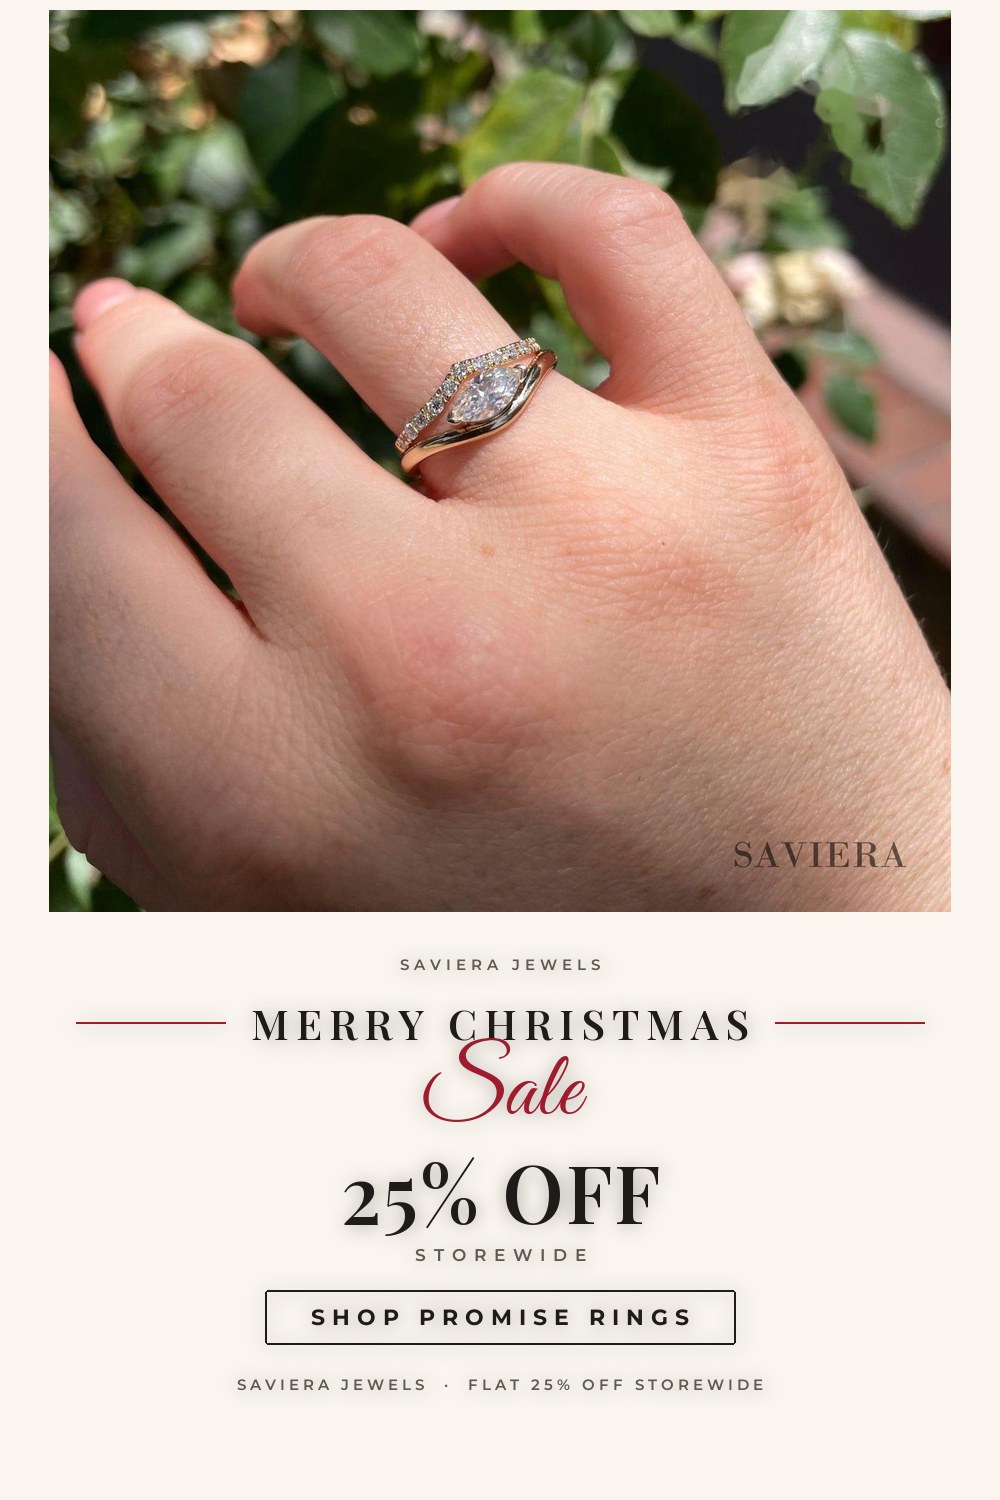 SAVIERA
SAVIERA JEWELS
MERRY CHRISTMAS
Sale
25% OFF
STOREWIDE
SHOP PROMISE RINGS
SAVIERA JEWELS · FLAT 25% OFF STOREWIDE